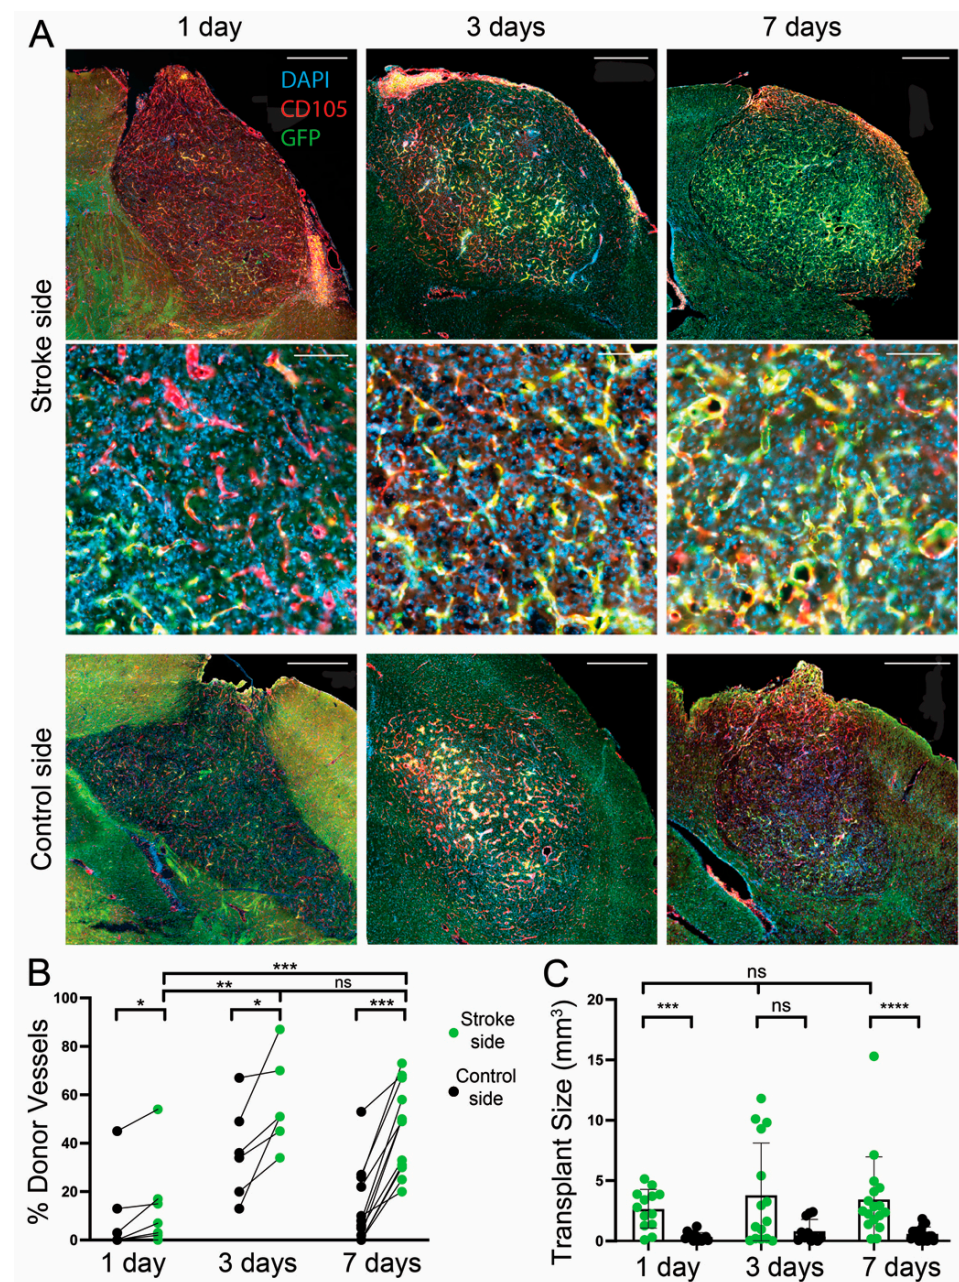 A
1 day
3 days
7 days
DAPI
CD105
GFP
Stroke side
Control side
B
% Donor Vessels
100
80
60
40
20
0
*
**
*
***
ns
***
1 day
3 days
7 days
Stroke
side
Control
side
C
Transplant Size (mm³)
20
15
10
5
0
ns
***
ns
****
1 day
3 days
7 days